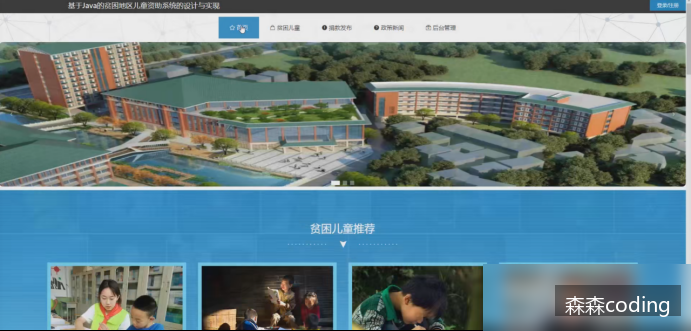 基于Java的贫困地区儿童资助系统的设计与实现
登录/注册
首页 贫困儿童 捐款发布 政策新闻 后台管理
贫困儿童推荐
森森coding